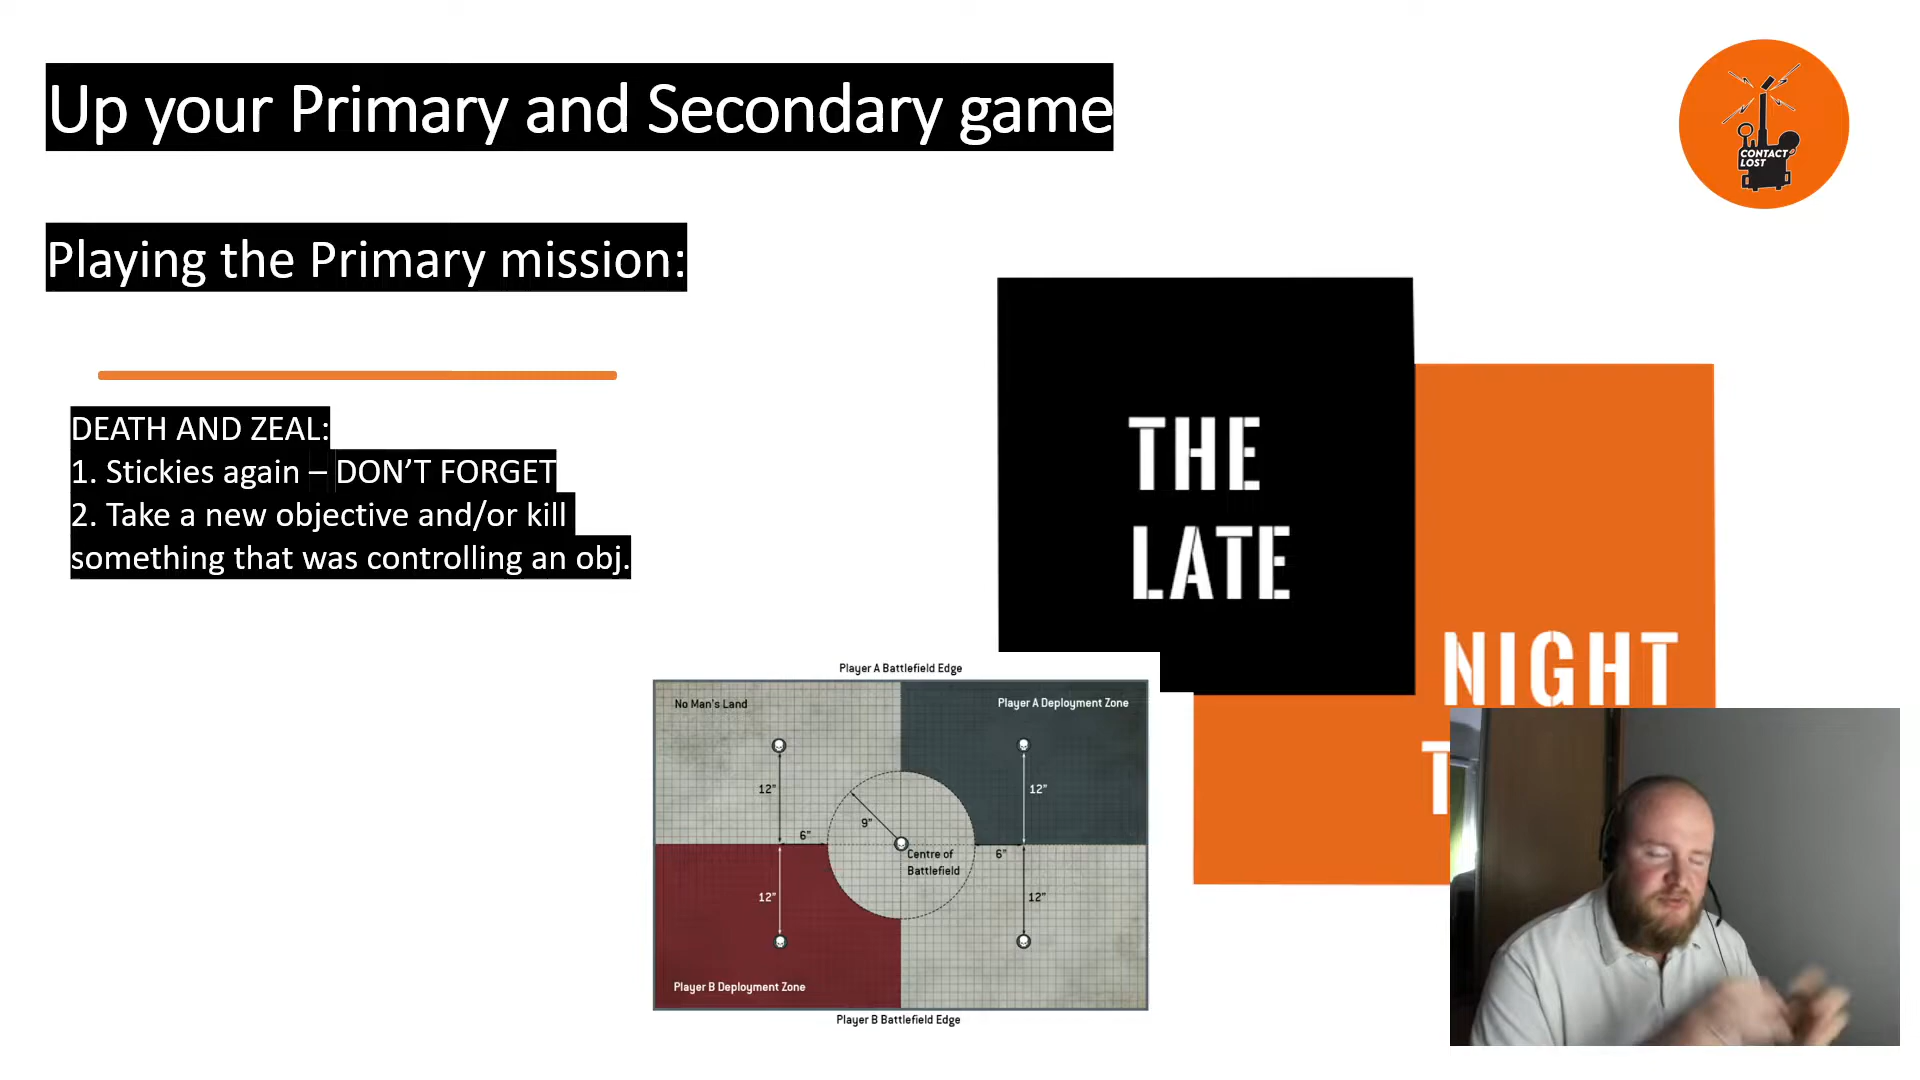 Up your Primary and Secondary game
CONTACT
LOST
Playing the Primary mission:
DEATH AND ZEAL:
1. Stickies again – DON'T FORGET
2. Take a new objective and/or kill
something that was controlling an obj.
THE
LATE
NIGHT
T
Player A Battlefield Edge
No Man's Land
Player A Deployment Zone
12"
12"
9"
6"
6"
Centre of
Battlefield
12"
12"
Player B Deployment Zone
Player B Battlefield Edge